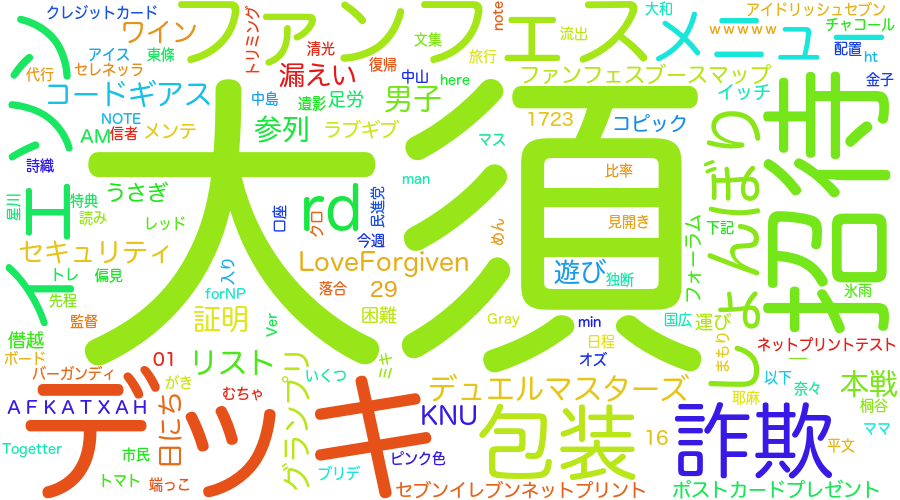 クレジットカード
ワイン
ファンフェス
note
大和
アイドリッシュセブン
チャコール
wwwww
メニュー
配置
ht
金子
アイス
東條
トリミング
清光
文集
旅行
流出
代行
セレネッラ
漏えい
復帰
中山
here
ファンフェスブースマップ
コードギアス
中島
遺影
足労
男子
イッチ
NOTE
信者
メンテ
AM
参列
ラブギブ
1723
コピック
マス
大須
招待
しょんぼり
詩織
星川
特典
読み
うさぎ
レッド
口座
rd
クロ
民進党
今週
man
比率
見開き
下記
フォーラム
めん
セキュリティ
イェソン
トレ
偏見
入り
LoveForgiven
遊び
独断
先程
forNP
落合
29
氷雨
監督
証明
Ver
困難
Gray
min
日程
国広
運び
僭越
リスト
ミキ
オズ
まもり
ネットプリントテスト
ボード
01
バーガンディ
がき
むちゃ
いくつ
グランプリ
デュエルマスターズ
以下
奈々
本戦
耶麻
桐谷
ＡＦＫＡＴＸＡＨ
デッキ
日にち
KNU
包装
16
詐欺
ママ
平文
Togetter
市民
ピンク色
トマト
端っこ
ブリデ
セブンイレブンネットプリント
ポストカードプレゼント